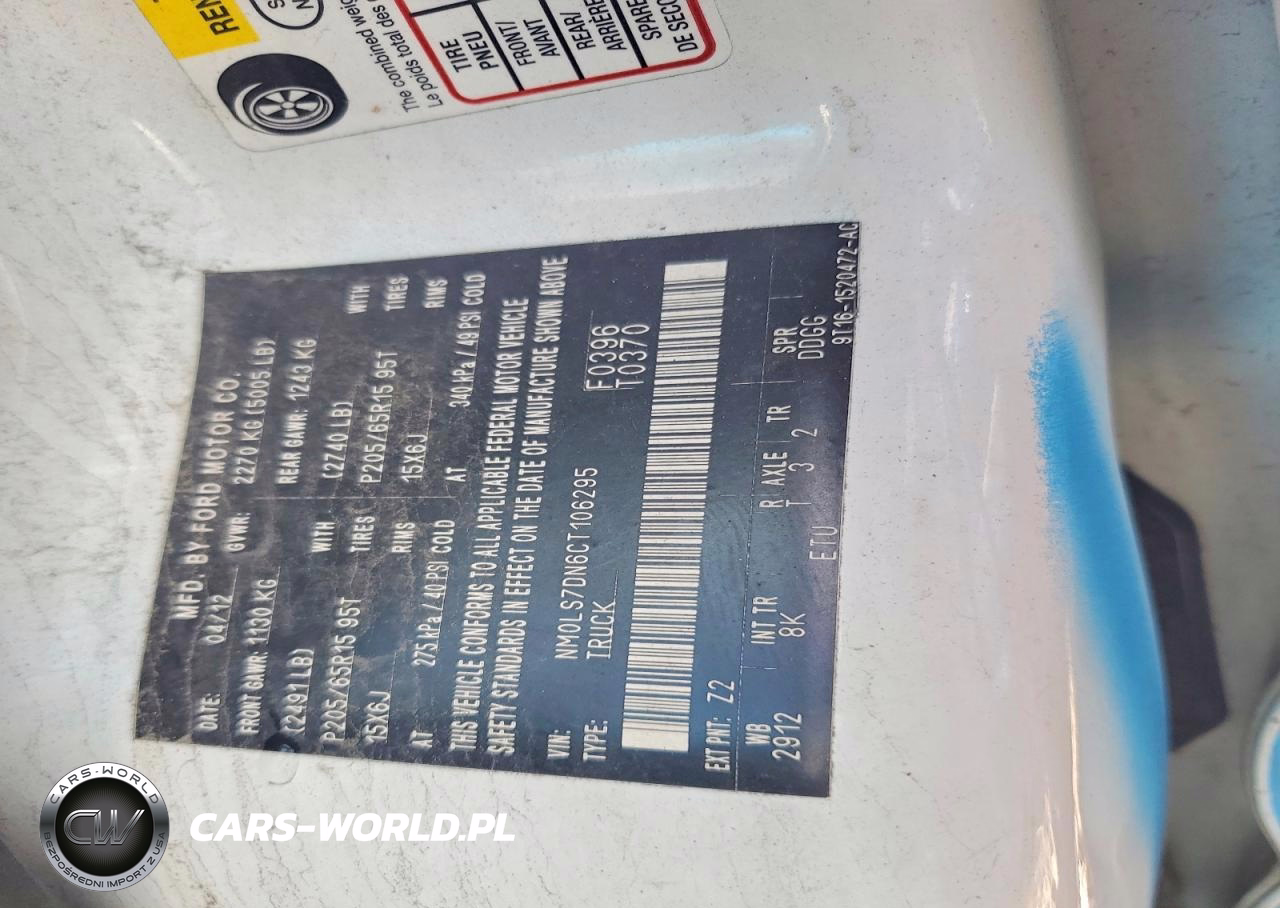 REN
The combined weig
Le poids total des
TIRE
PNEU
FRONT/
AVANT
REAR/
ARRIÈRE
SPARE
DE SECO
MFD. BY FORD MOTOR CO.
DATE: 01/12 GVWR: 2270 KG (5005 LB)
FRONT GAWR: 1130 KG REAR GAWR: 1243 KG
(2491LB) WITH (2740 LB) WITH
P205/65R15 95T TIRES P205/65R15 95T TIRES
15X6J RIMS 15X6J RIMS
AT 275 kPa / 40 PSI COLD AT 340 kPa / 49 PSI COLD
THIS VEHICLE CONFORMS TO ALL APPLICABLE FEDERAL MOTOR VEHICLE
SAFETY STANDARDS IN EFFECT ON THE DATE OF MANUFACTURE SHOWN ABOVE
VIN: NM0LS7DN6CT106295 F0396
TYPE: TRUCK T0370
EXT PNT: Z2
WB INT TR R AXLE TR SPR
2912 8K T 3 2 DDGG
ETU 9T16-1520472-AC
CARS-WORLD
CW
BEZPOŚREDNI IMPORT Z USA
CARS-WORLD.PL